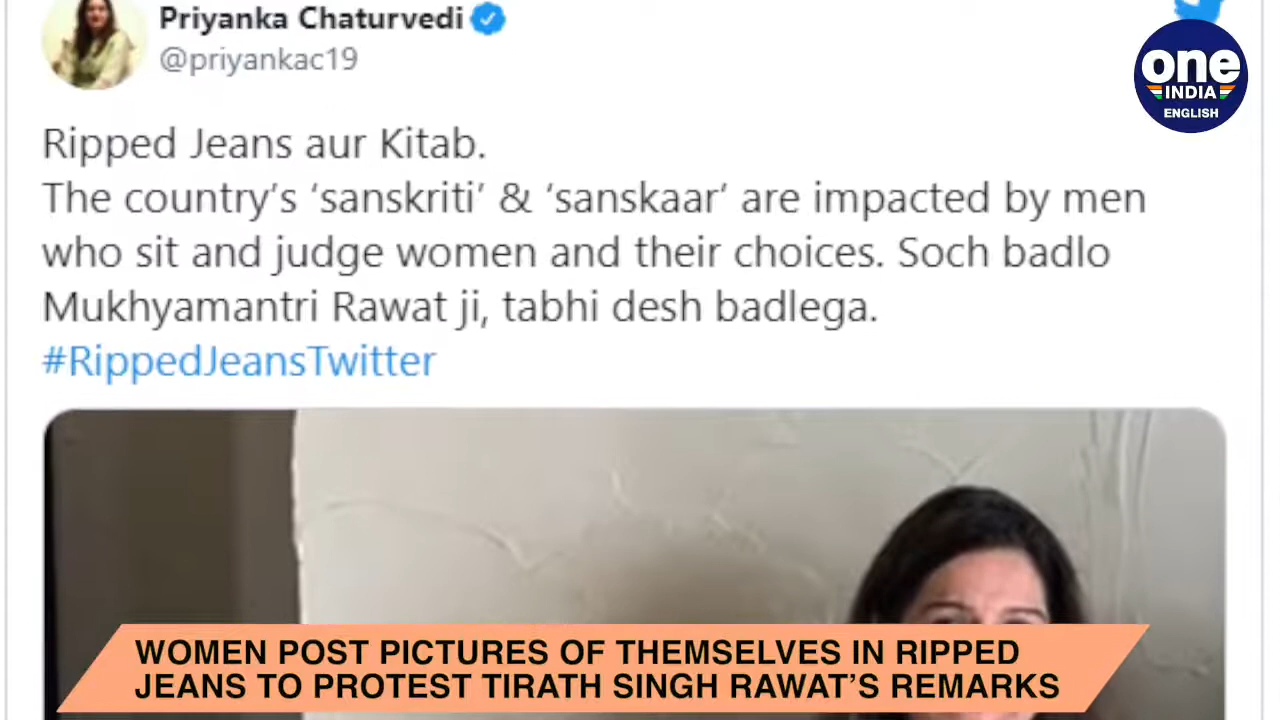 Priyanka Chaturvedi
@priyankac19
one
INDIA
ENGLISH
Ripped Jeans aur Kitab.
The country's 'sanskriti' & 'sanskaar' are impacted by men
who sit and judge women and their choices. Soch badlo
Mukhyamantri Rawat ji, tabhi desh badlega.
#RippedJeansTwitter
WOMEN POST PICTURES OF THEMSELVES IN RIPPED
JEANS TO PROTEST TIRATH SINGH RAWAT'S REMARKS